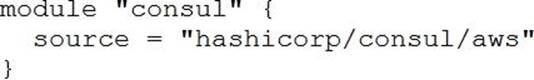 module "consul" {
  source = "hashicorp/consul/aws"
}